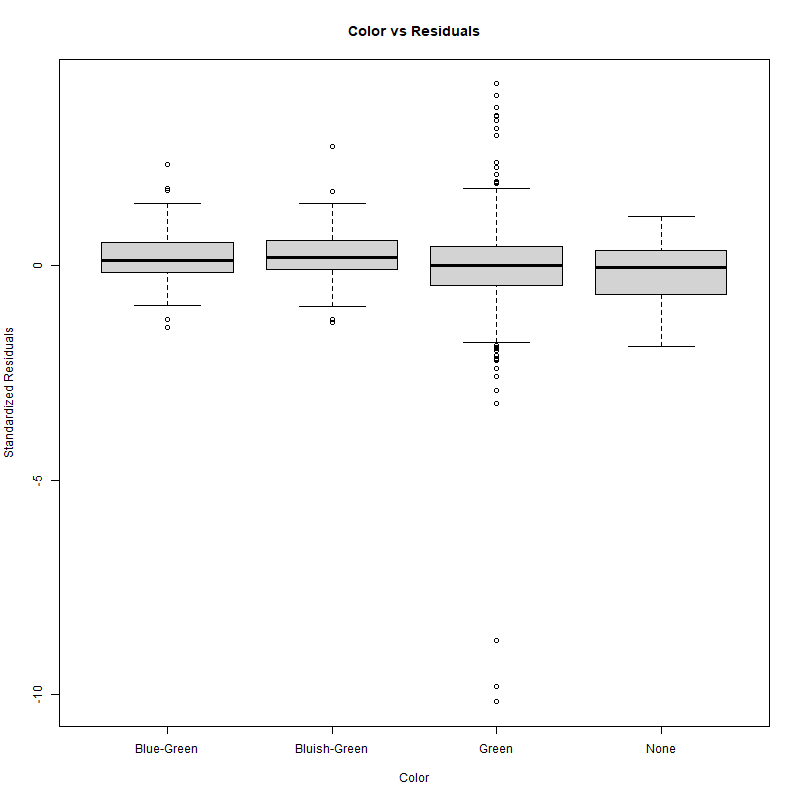 Color vs Residuals
Standardized Residuals
0
-5
-10
Blue-Green Bluish-Green Green None
Color